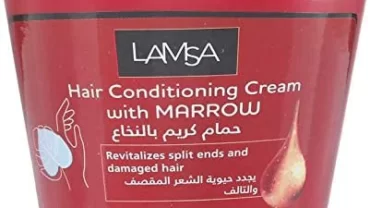 LAMSA
Hair Conditioning Cream
with MARROW
حمام كريم بالنخاع
Revitalizes split ends and
damaged hair
يجدد حيوية الشعر المقصف
والتالف